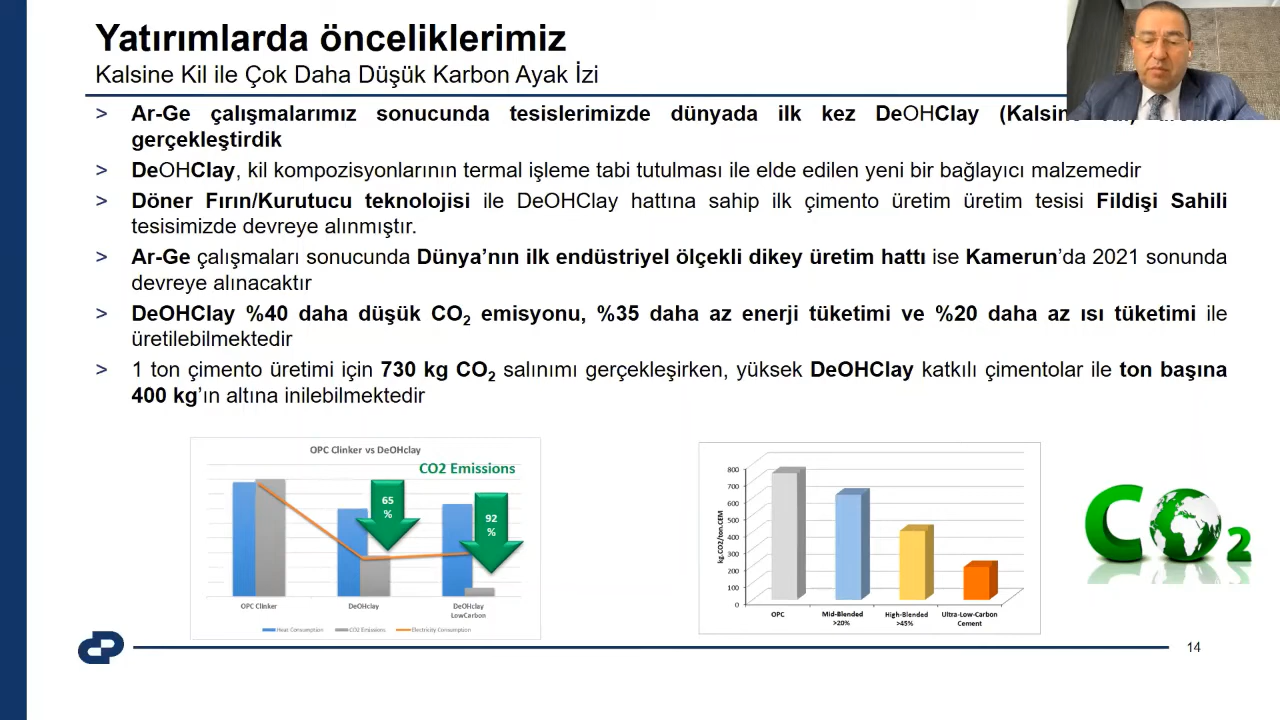 Yatırımlarda önceliklerimiz
Kalsine Kil ile Çok Daha Düşük Karbon Ayak İzi
> Ar-Ge çalışmalarımız sonucunda tesislerimizde dünyada ilk kez DeOHClay
gerçekleştirdik
> DeOHClay, kil kompozisyonlarının termal işleme tabi tutulması ile elde edilen yeni bir bağlayıcı malzemedir
> Döner Fırın/Kurutucu teknolojisi ile DeOHClay hattına sahip ilk çimento üretim üretim tesisi Fildişi Sahili
tesisimizde devreye alınmıştır.
> Ar-Ge çalışmaları sonucunda Dünya’nın ilk endüstriyel ölçekli dikey üretim hattı ise Kamerun’da 2021 sonunda
devreye alınacaktır
> DeOHClay %40 daha düşük CO2 emisyonu, %35 daha az enerji tüketimi ve %20 daha az ısı tüketimi ile
üretilebilmektedir
> 1 ton çimento üretimi için 730 kg CO2 salınımı gerçekleşirken, yüksek DeOHClay katkılı çimentolar ile ton başına
400 kg’ın altına inilebilmektedir
OPC Clinker vs DeOHclay
CO2 Emissions
65
%
92
%
OPC Clinker
DeOHclay
DeOHclay
LowCarbon
Heat Consumption
CO2 Emissions
Electricity Consumption
kg.CO2/ton.CEM
800
700
600
500
400
300
200
100
0
OPC
Mid-Blended
>20%
High-Blended
>45%
Ultra-Low-Carbon
Cement
CO2
14